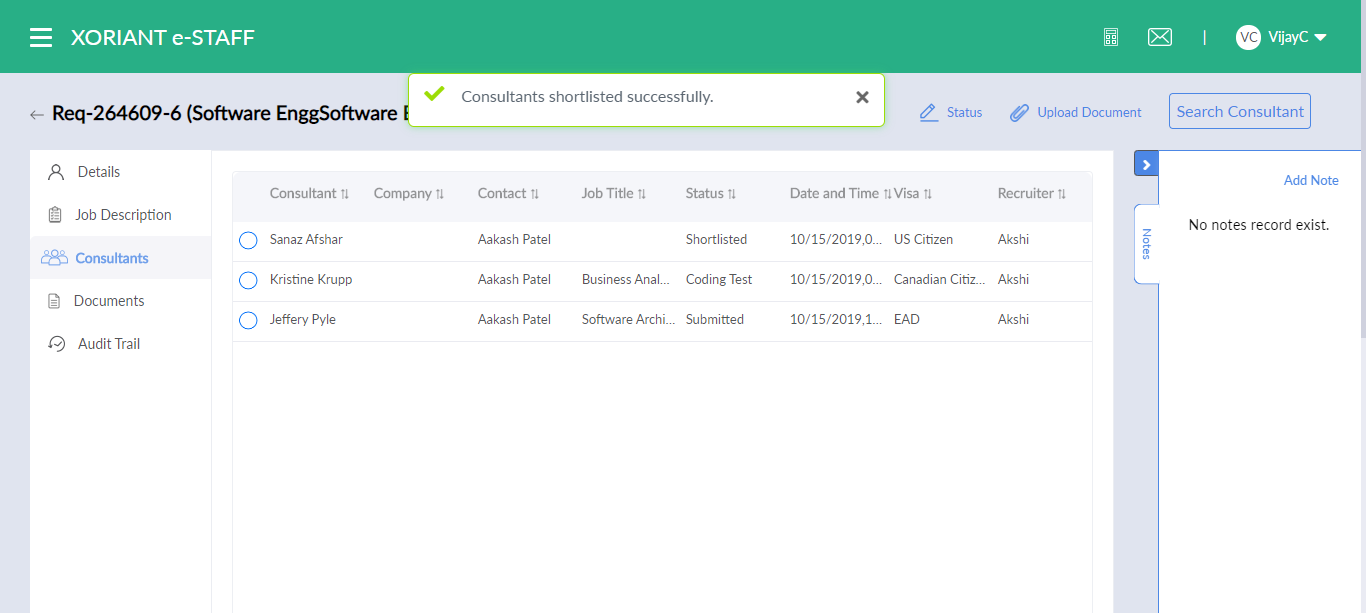 XORIANT e-STAFF
|
VC VijayC
Consultants shortlisted successfully.
Req-264609-6 (Software EnggSoftware
Status
Upload Document
Search Consultant
Details
Job Description
Consultants
Documents
Audit Trail
Consultant Company Contact Job Title Status Date and Time Visa Recruiter
Sanaz Afshar Aakash Patel Shortlisted 10/15/2019,0... US Citizen Akshi
Kristine Krupp Aakash Patel Business Anal... Coding Test 10/15/2019,0... Canadian Citiz... Akshi
Jeffery Pyle Aakash Patel Software Archi... Submitted 10/15/2019,1... EAD Akshi
Add Note
Notes
No notes record exist.